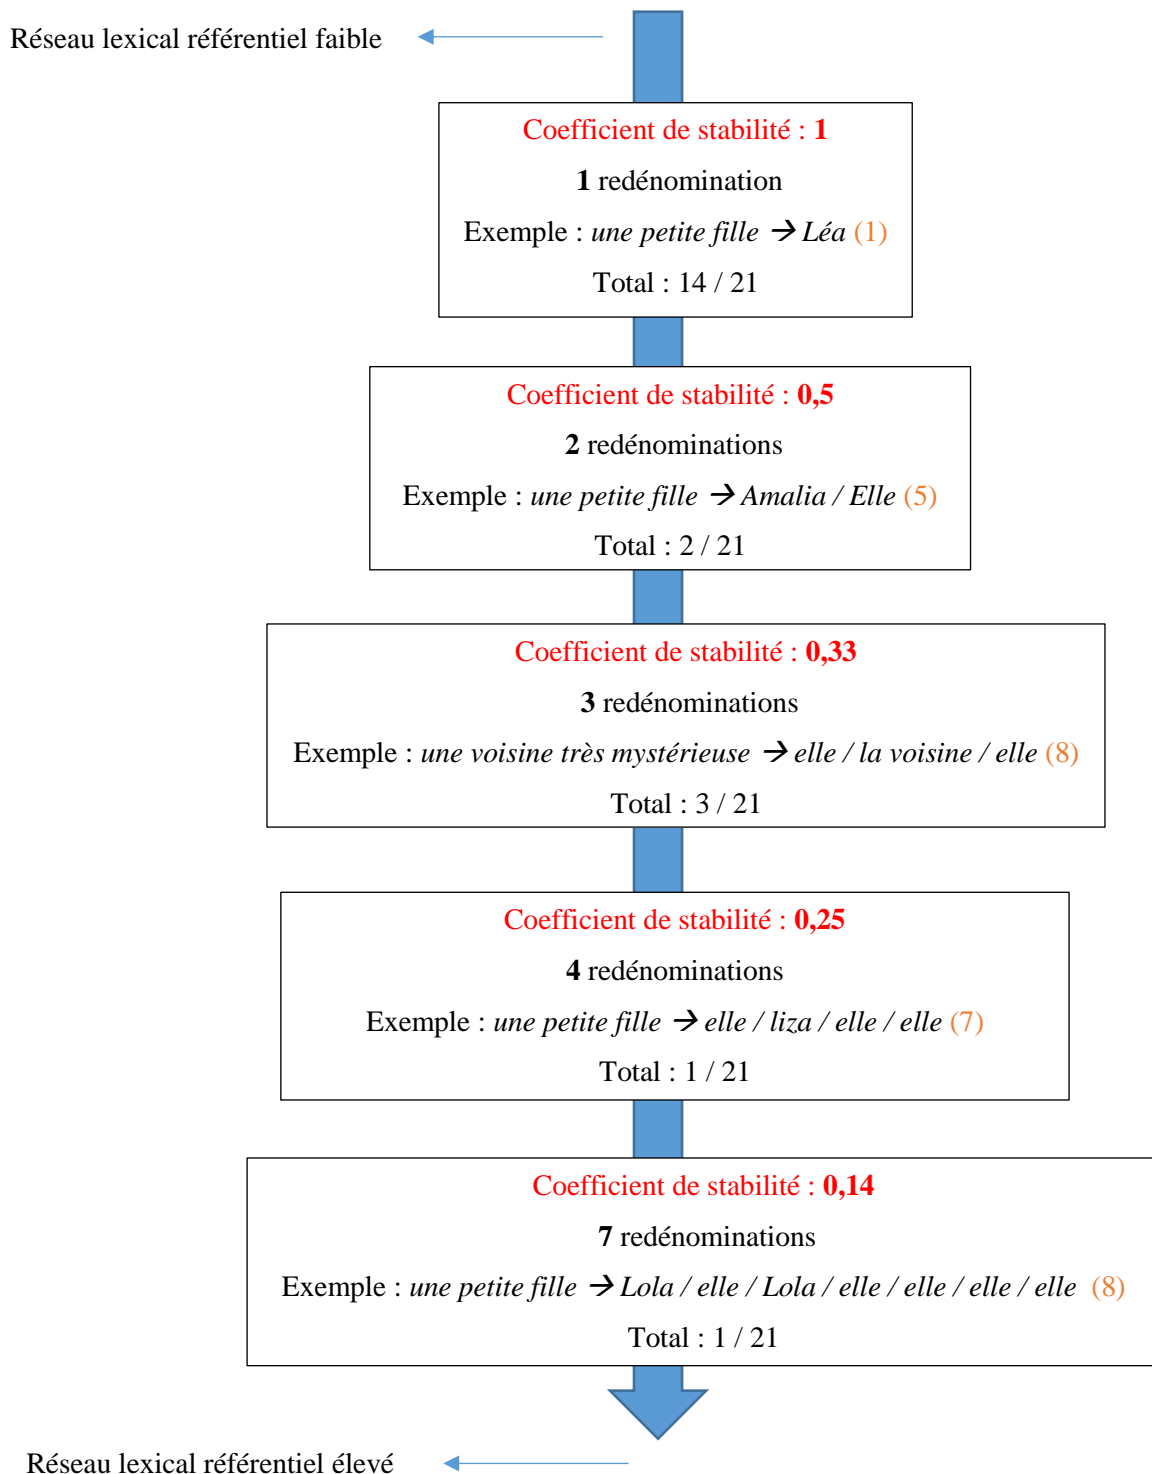 Réseau lexical référentiel faible
Coefficient de stabilité : 1
1 redénomination
Exemple : une petite fille → Léa (1)
Total : 14 / 21
Coefficient de stabilité : 0,5
2 redénominations
Exemple : une petite fille → Amalia / Elle (5)
Total : 2 / 21
Coefficient de stabilité : 0,33
3 redénominations
Exemple : une voisine très mystérieuse → elle / la voisine / elle (8)
Total : 3 / 21
Coefficient de stabilité : 0,25
4 redénominations
Exemple : une petite fille → elle / liza / elle / elle (7)
Total : 1 / 21
Coefficient de stabilité : 0,14
7 redénominations
Exemple : une petite fille → Lola / elle / Lola / elle / elle / elle / elle (8)
Total : 1 / 21
Réseau lexical référentiel élevé